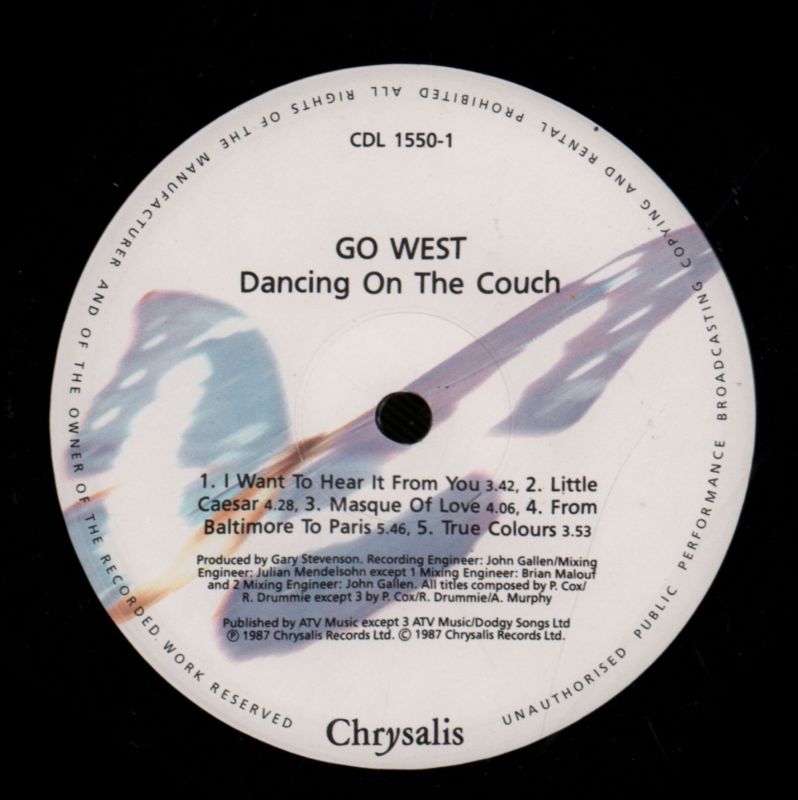 CDL 1550-1
GO WEST
Dancing On The Couch
1. I Want To Hear It From You 3.42, 2. Little
Caesar 4.28, 3. Masque Of Love 4.06, 4. From
Baltimore To Paris 5.46, 5. True Colours 3.53
Produced by Gary Stevenson. Recording Engineer: John Gallen/Mixing
Engineer: Julian Mendelsohn except 1 Mixing Engineer: Brian Malouf
and 2 Mixing Engineer: John Gallen. All titles composed by P. Cox/
R. Drummie except 3 by P. Cox/R. Drummie/A. Murphy
Published by ATV Music except 3 ATV Music/Dodgy Songs Ltd
℗ 1987 Chrysalis Records Ltd. © 1987 Chrysalis Records Ltd.
Chrysalis
UNAUTHORISED PUBLIC PERFORMANCE BROADCASTING COPYING AND RENTAL PROHIBITED ALL RIGHTS OF THE MANUFACTURER AND OF THE OWNER OF THE RECORDED WORK RESERVED